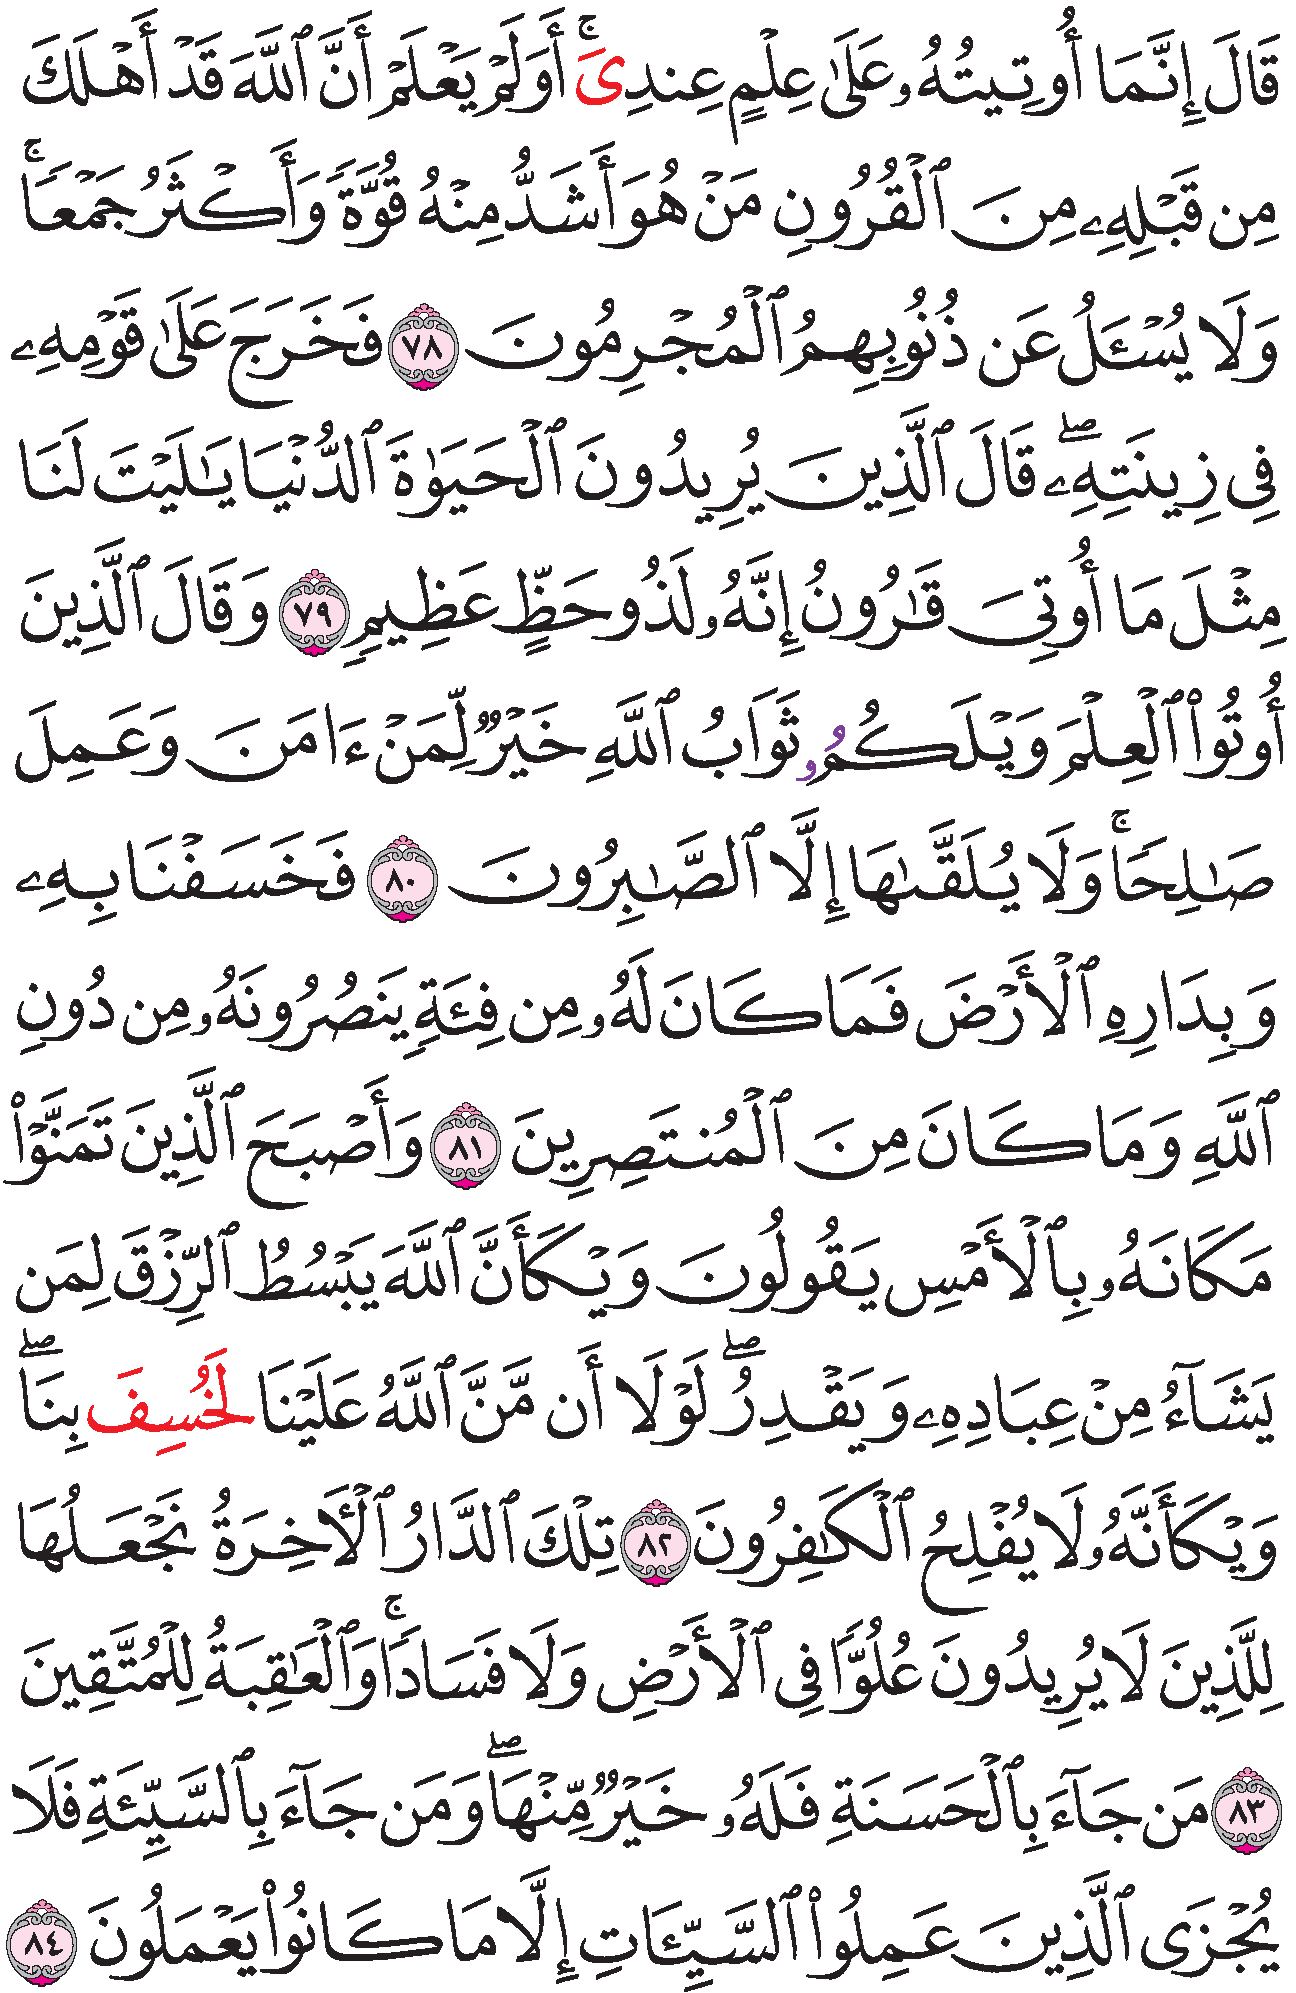 قَالَ إِنَّمَا أُوتِيتُهُۥ عَلَىٰ عِلۡمٍ عِندِيَۚ أَوَلَمۡ يَعۡلَمۡ أَنَّ ٱللَّهَ قَدۡ أَهۡلَكَ
مِن قَبۡلِهِۦ مِنَ ٱلۡقُرُونِ مَنۡ هُوَ أَشَدُّ مِنۡهُ قُوَّةٗ وَأَكۡثَرُ جَمۡعٗاۚ
وَلَا يُسۡـَٔلُ عَن ذُنُوبِهِمُ ٱلۡمُجۡرِمُونَ ٧٨ فَخَرَجَ عَلَىٰ قَوۡمِهِۦ
فِي زِينَتِهِۦۖ قَالَ ٱلَّذِينَ يُرِيدُونَ ٱلۡحَيَوٰةَ ٱلدُّنۡيَا يَٰلَيۡتَ لَنَا
مِثۡلَ مَا أُوتِيَ قَٰرُونُ إِنَّهُۥ لَذُو حَظٍّ عَظِيمٖ ٧٩ وَقَالَ ٱلَّذِينَ
أُوتُواْ ٱلۡعِلۡمَ وَيۡلَكُمُۥ ثَوَابُ ٱللَّهِ خَيۡرٞ لِّمَنۡ ءَامَنَ وَعَمِلَ
صَٰلِحٗاۚ وَلَا يُلَقَّىٰهَا إِلَّا ٱلصَّٰبِرُونَ ٨٠ فَخَسَفۡنَا بِهِۦ
وَبِدَارِهِ ٱلۡأَرۡضَ فَمَا كَانَ لَهُۥ مِن فِئَةٖ يَنصُرُونَهُۥ مِن دُونِ
ٱللَّهِ وَمَا كَانَ مِنَ ٱلۡمُنتَصِرِينَ ٨١ وَأَصۡبَحَ ٱلَّذِينَ تَمَنَّوۡاْ
مَكَانَهُۥ بِٱلۡأَمۡسِ يَقُولُونَ وَيۡكَأَنَّ ٱللَّهَ يَبۡسُطُ ٱلرِّزۡقَ لِمَن
يَشَآءُ مِنۡ عِبَادِهِۦ وَيَقۡدِرُۖ لَوۡلَا أَن مَّنَّ ٱللَّهُ عَلَيۡنَا لَخُسِفَ بِنَاۖ
وَيۡكَأَنَّهُۥ لَا يُفۡلِحُ ٱلۡكَٰفِرُونَ ٨٢ تِلۡكَ ٱلدَّارُ ٱلۡأٓخِرَةُ نَجۡعَلُهَا
لِلَّذِينَ لَا يُرِيدُونَ عُلُوّٗا فِي ٱلۡأَرۡضِ وَلَا فَسَادٗاۚ وَٱلۡعَٰقِبَةُ لِلۡمُتَّقِينَ
٨٣ مَن جَآءَ بِٱلۡحَسَنَةِ فَلَهُۥ خَيۡرٞ مِّنۡهَاۖ وَمَن جَآءَ بِٱلسَّيِّئَةِ فَلَا
يُجۡزَى ٱلَّذِينَ عَمِلُواْ ٱلسَّيِّـَٔاتِ إِلَّا مَا كَانُواْ يَعۡمَلُونَ ٨٤